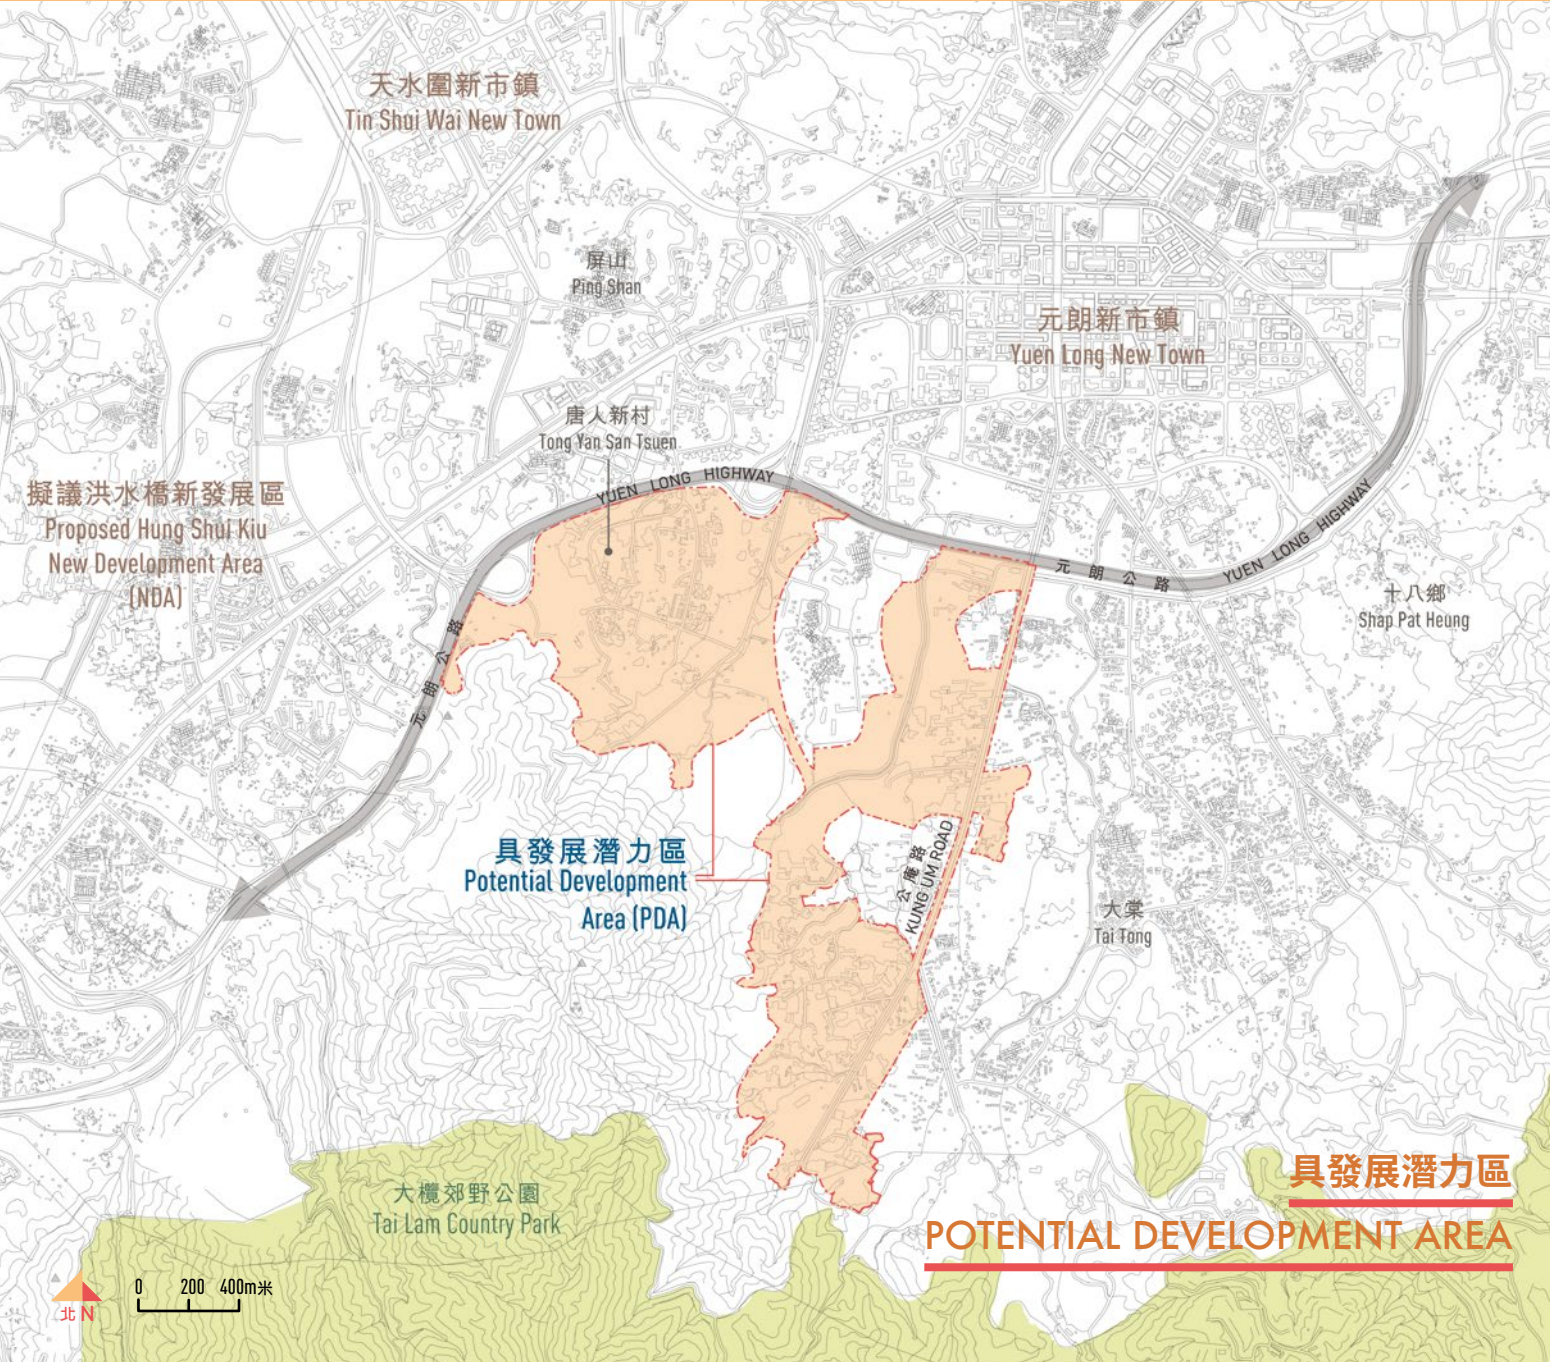 天水圍新市鎮
Tin Shui Wai New Town
屏山
Ping Shan
元朗新市鎮
Yuen Long New Town
唐人新村
Tong Yan San Tsuen
YUEN LONG HIGHWAY
擬議洪水橋新發展區
Proposed Hung Shui Kiu
New Development Area
(NDA)
元朗公路
YUEN LONG HIGHWAY
十八鄉
Shap Pat Heung
元朗公路
具發展潛力區
Potential Development
Area (PDA)
公庵路
KUNG UM ROAD
大棠
Tai Tong
大欖郊野公園
Tai Lam Country Park
具發展潛力區
POTENTIAL DEVELOPMENT AREA
北 N
0 200 400m米